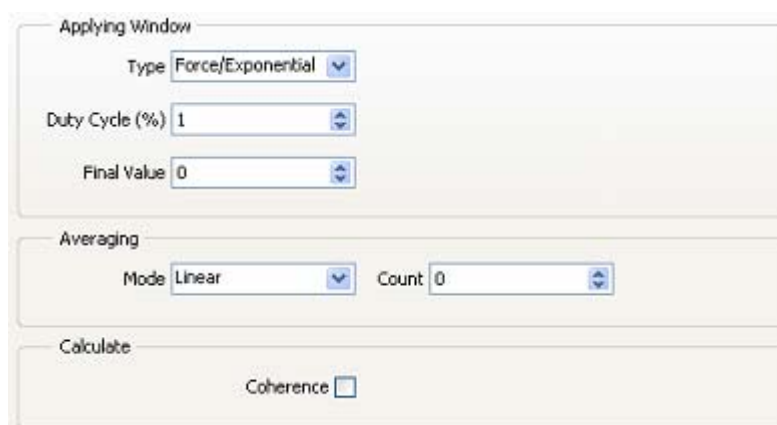 Applying Window
Type Force/Exponential
Duty Cycle (%) 1
Final Value 0
Averaging
Mode Linear Count 0
Calculate
Coherence